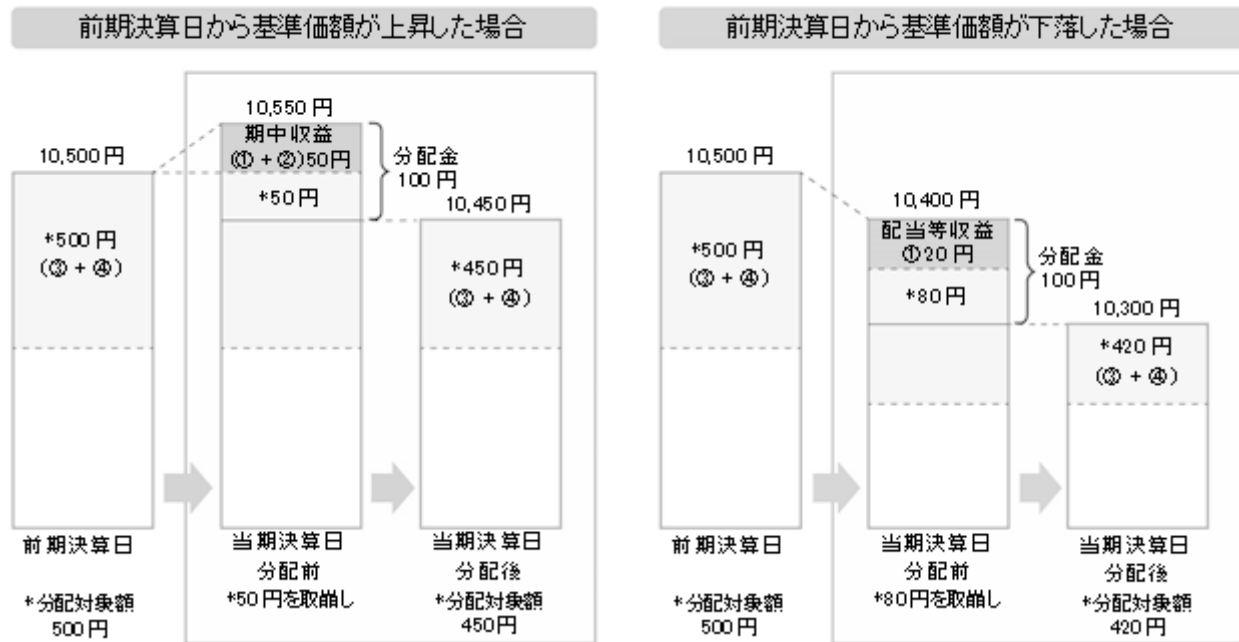 前期決算日から基準価額が上昇した場合
10,550円
期中収益
(①+②)50円
10,500円
分配金
100円
*50円
10,450円
*500円
(③+④)
*450円
(③+④)
前期決算日
当期決算日
分配前
*50円を取崩し
当期決算日
分配後
*分配対象額
500円
*分配対象額
450円
前期決算日から基準価額が下落した場合
10,500円
10,400円
配当等収益
①20円
分配金
100円
*500円
(③+④)
*80円
10,300円
*420円
(③+④)
前期決算日
当期決算日
分配前
*80円を取崩し
当期決算日
分配後
*分配対象額
500円
*分配対象額
420円